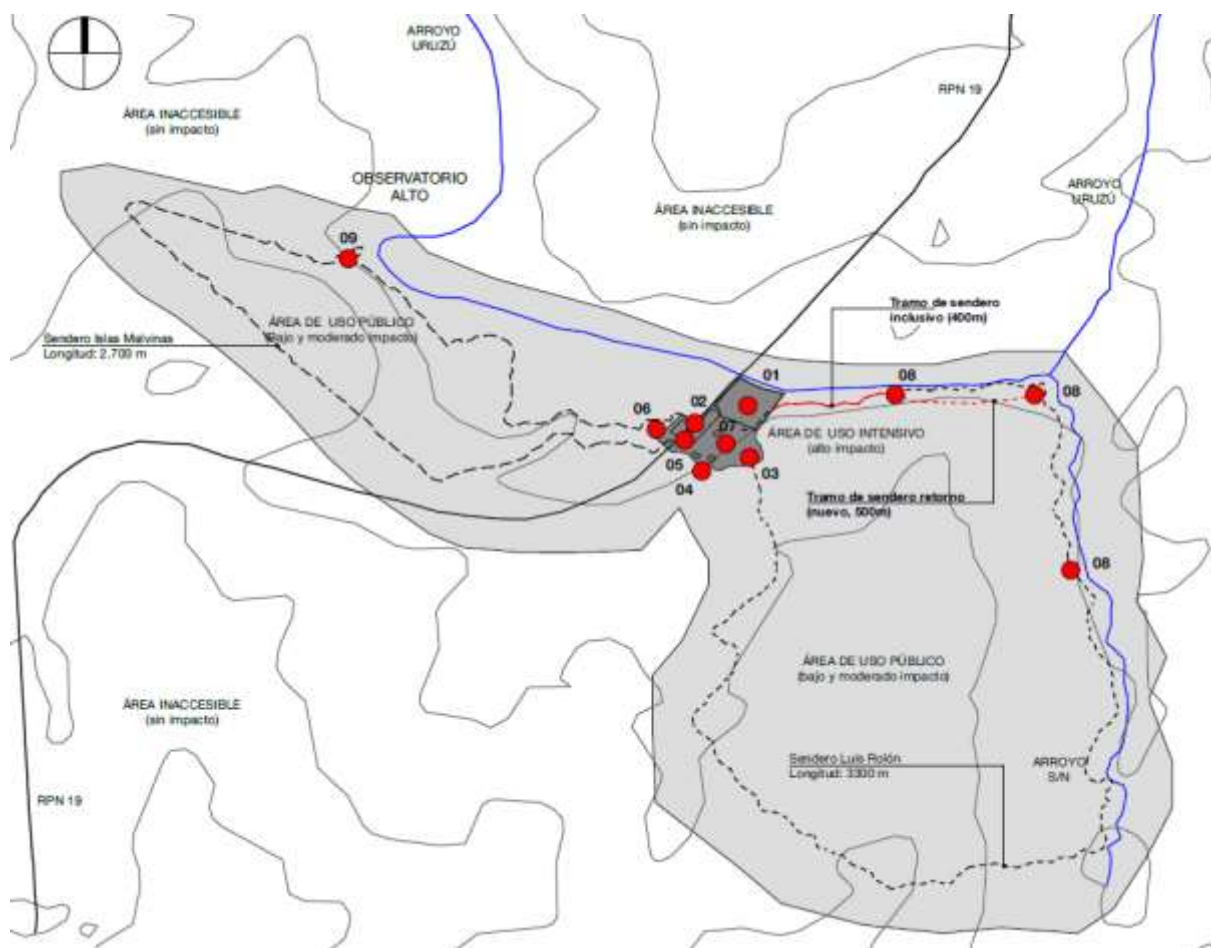 ARROYO
URUZÚ
RPN 19
ÁREA INACCESIBLE
(sin impacto)
OBSERVATORIO
ALTO
ARROYO
URUZÚ
ÁREA INACCESIBLE
(sin impacto)
09
Tramo de sendero
inclusivo (400m)
ÁREA DE USO PÚBLICO
(Bajo y moderado impacto)
Sendero Islas Malvinas
Longitud: 2.700 m
01
08
08
02
06
07
ÁREA DE USO INTENSIVO
(alto impacto)
05
03
04
Tramo de sendero retorno
(nuevo, 500m)
08
ÁREA DE USO PÚBLICO
(bajo y moderado impacto)
ÁREA INACCESIBLE
(sin impacto)
Sendero Luis Rolón
Longitud: 3300 m
ARROYO
S/N
RPN 19